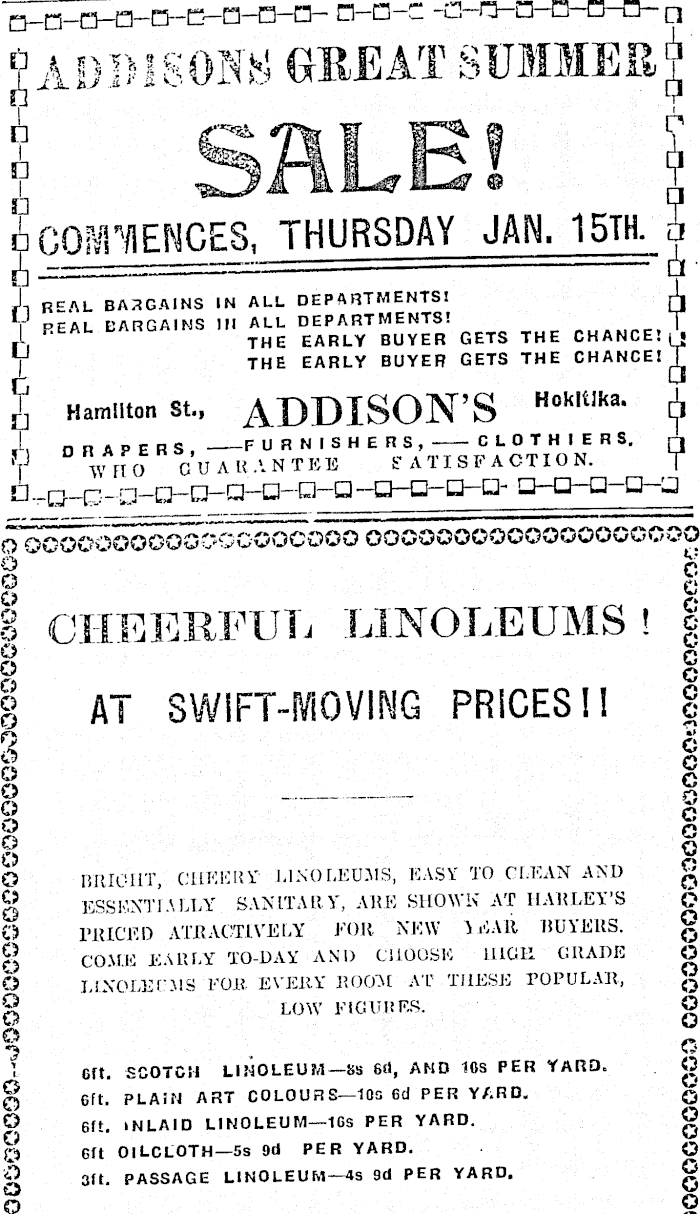 ADDISONS GREAT SUMMER
SALE!
COMMENCES, THURSDAY JAN. 15TH.
REAL BARGAINS IN ALL DEPARTMENTS!
REAL BARGAINS IN ALL DEPARTMENTS!
THE EARLY BUYER GETS THE CHANCE!
THE EARLY BUYER GETS THE CHANCE!
Hamilton St., ADDISON'S Hokitika.
DRAPERS, — FURNISHERS, — CLOTHIERS.
WHO GUARANTEE SATISFACTION.
CHEERFUL LINOLEUMS!
AT SWIFT-MOVING PRICES!!
BRIGHT, CHEERY LINOLEUMS, EASY TO CLEAN AND
ESSENTIALLY SANITARY, ARE SHOWN AT HARLEY'S
PRICED ATRACTIVELY FOR NEW YEAR BUYERS.
COME EARLY TO-DAY AND CHOOSE HIGH GRADE
LINOLEUMS FOR EVERY ROOM AT THESE POPULAR,
LOW FIGURES.
6ft. SCOTCH LINOLEUM—8s 6d, AND 10s PER YARD.
6ft. PLAIN ART COLOURS—10s 6d PER YARD.
6ft. INLAID LINOLEUM—16s PER YARD.
6ft OILCLOTH—5s 9d PER YARD.
3ft. PASSAGE LINOLEUM—4s 9d PER YARD.